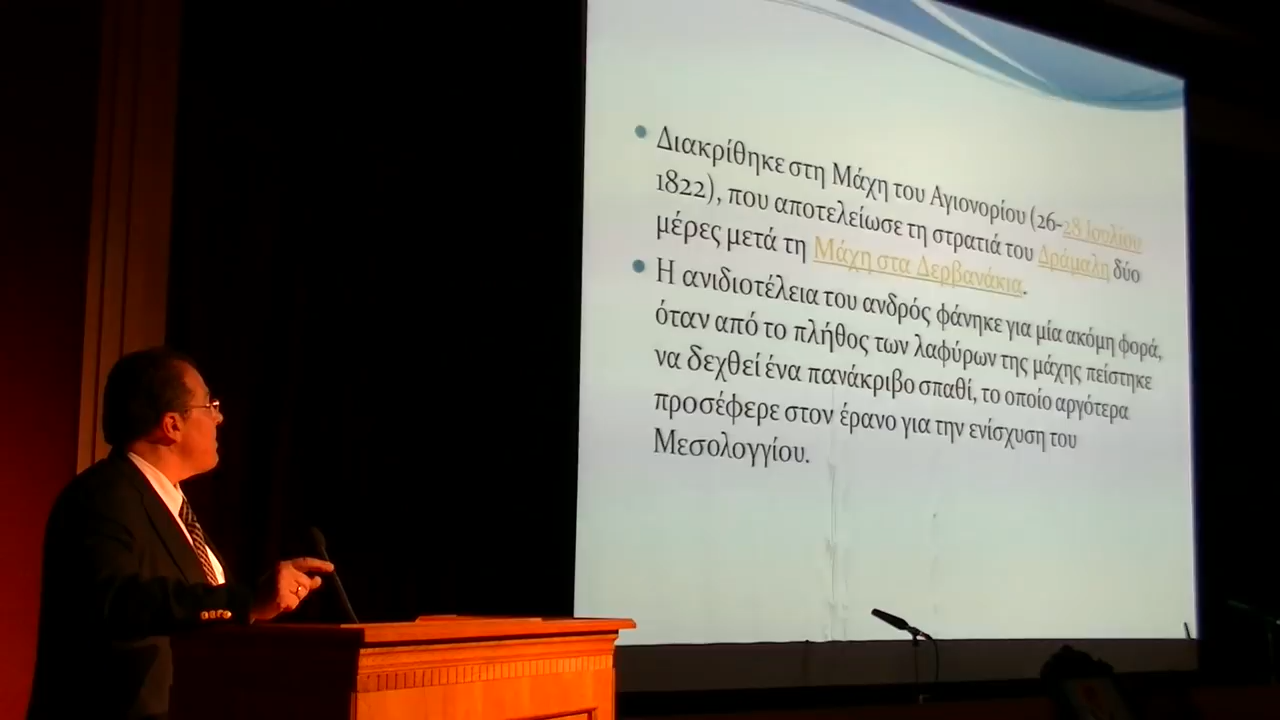 • Διακρίθηκε στη Μάχη του Αγιονορίου (26-28 Ιουλίου
1822), που αποτελείωσε τη στρατιά του Δράμαλη δύο
μέρες μετά τη Μάχη στα Δερβανάκια.
• Η ανιδιοτέλεια του ανδρός φάνηκε για μία ακόμη φορά,
όταν από το πλήθος των λαφύρων της μάχης πείστηκε
να δεχθεί ένα πανάκριβο σπαθί, το οποίο αργότερα
προσέφερε στον έρανο για την ενίσχυση του
Μεσολογγίου.